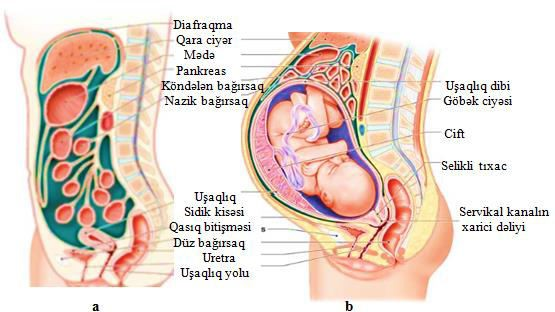 Diafraqma
Qara ciyər
Mədə
Pankreas
Köndələn bağırsaq
Nazik bağırsaq
Uşaqlıq
Sidik kisəsi
Qasıq bitişməsi
Düz bağırsaq
Uretra
Uşaqlıq yolu
Uşaqlıq dibi
Göbək ciyəsi
Cift
Selikli tıxac
Servikal kanalın
xarici dəliyi
s
a
b